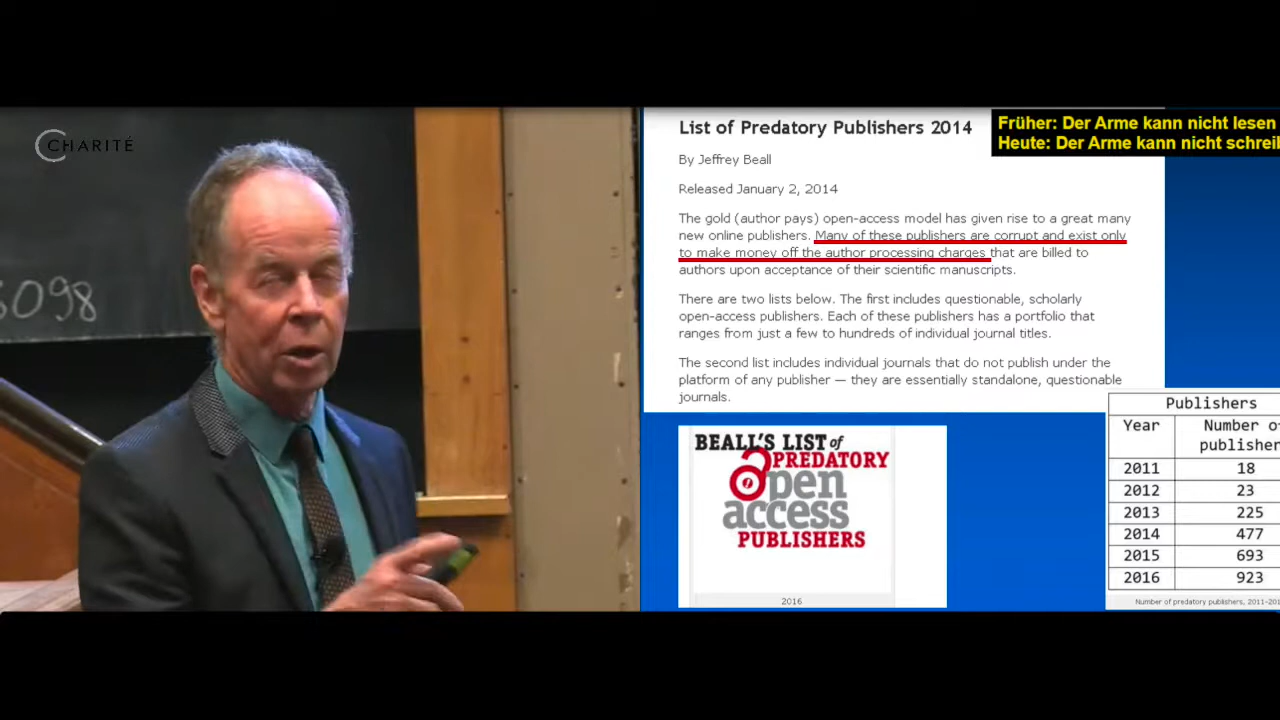 CHARITÉ
6098
List of Predatory Publishers 2014
By Jeffrey Beall
Released January 2, 2014
The gold (author pays) open-access model has given rise to a great many
new online publishers. Many of these publishers are corrupt and exist only
to make money off the author processing charges that are billed to
authors upon acceptance of their scientific manuscripts.
There are two lists below. The first includes questionable, scholarly
open-access publishers. Each of these publishers has a portfolio that
ranges from just a few to hundreds of individual journal titles.
The second list includes individual journals that do not publish under the
platform of any publisher — they are essentially standalone, questionable
journals.
Früher: Der Arme kann nicht lesen
Heute: Der Arme kann nicht
BEALL'S LIST of
PREDATORY
open
access
PUBLISHERS
2016
Publishers
Year Number
2011 18
2012 23
2013 225
2014 477
2015 693
2016 923
Number of predatory publishers,